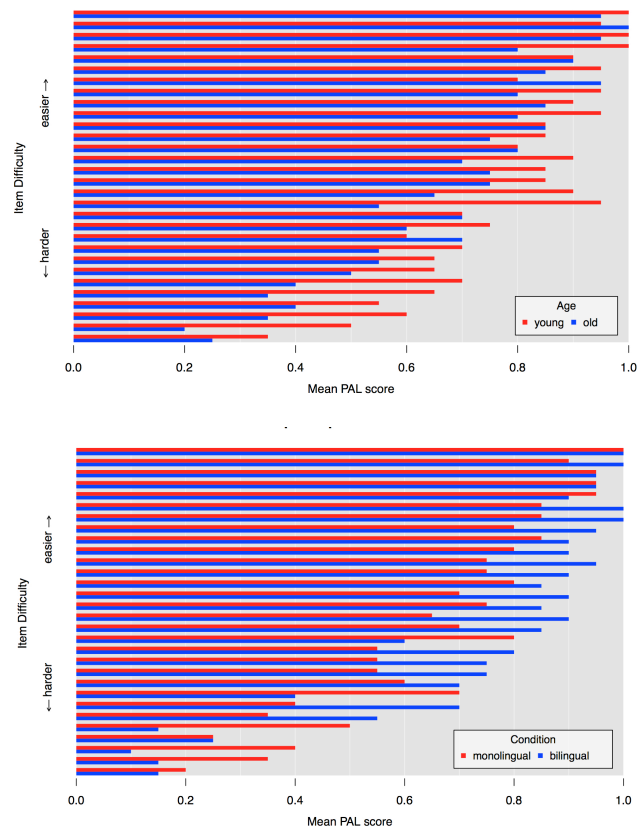 Item Difficulty
← harder
easier →
Age
young old
0.0 0.2 0.4 0.6 0.8 1.0
Mean PAL score
Item Difficulty
← harder
easier →
Condition
monolingual bilingual
0.0 0.2 0.4 0.6 0.8 1.0
Mean PAL score